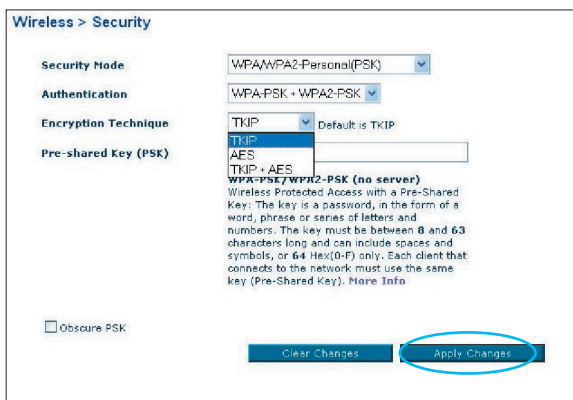 Wireless > Security
Security Mode WPA/WPA2-Personal(PSK)
Authentication WPA-PSK + WPA2-PSK
Encryption Technique TKIP Default is TKIP
TKIP
Pre-shared Key (PSK)
AES
TKIP + AES
WPA-PSK/WPA2-PSK (no server)
Wireless Protected Access with a Pre-Shared
Key: The key is a password, in the form of a
word, phrase or series of letters and
numbers. The key must be between 8 and 63
characters long and can include spaces and
symbols, or 64 Hex(0-F) only. Each client that
connects to the network must use the same
key (Pre-Shared Key). More Info
Obscure PSK
Clear Changes Apply Changes